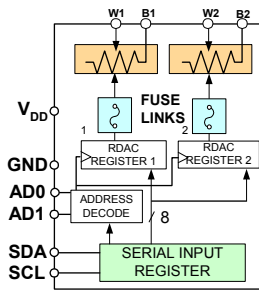 W1 B1 W2 B2
V_DD
FUSE
LINKS
1
2
RDAC
REGISTER 1
RDAC
REGISTER 2
GND
AD0
AD1
ADDRESS
DECODE
8
SDA
SCL
SERIAL INPUT
REGISTER